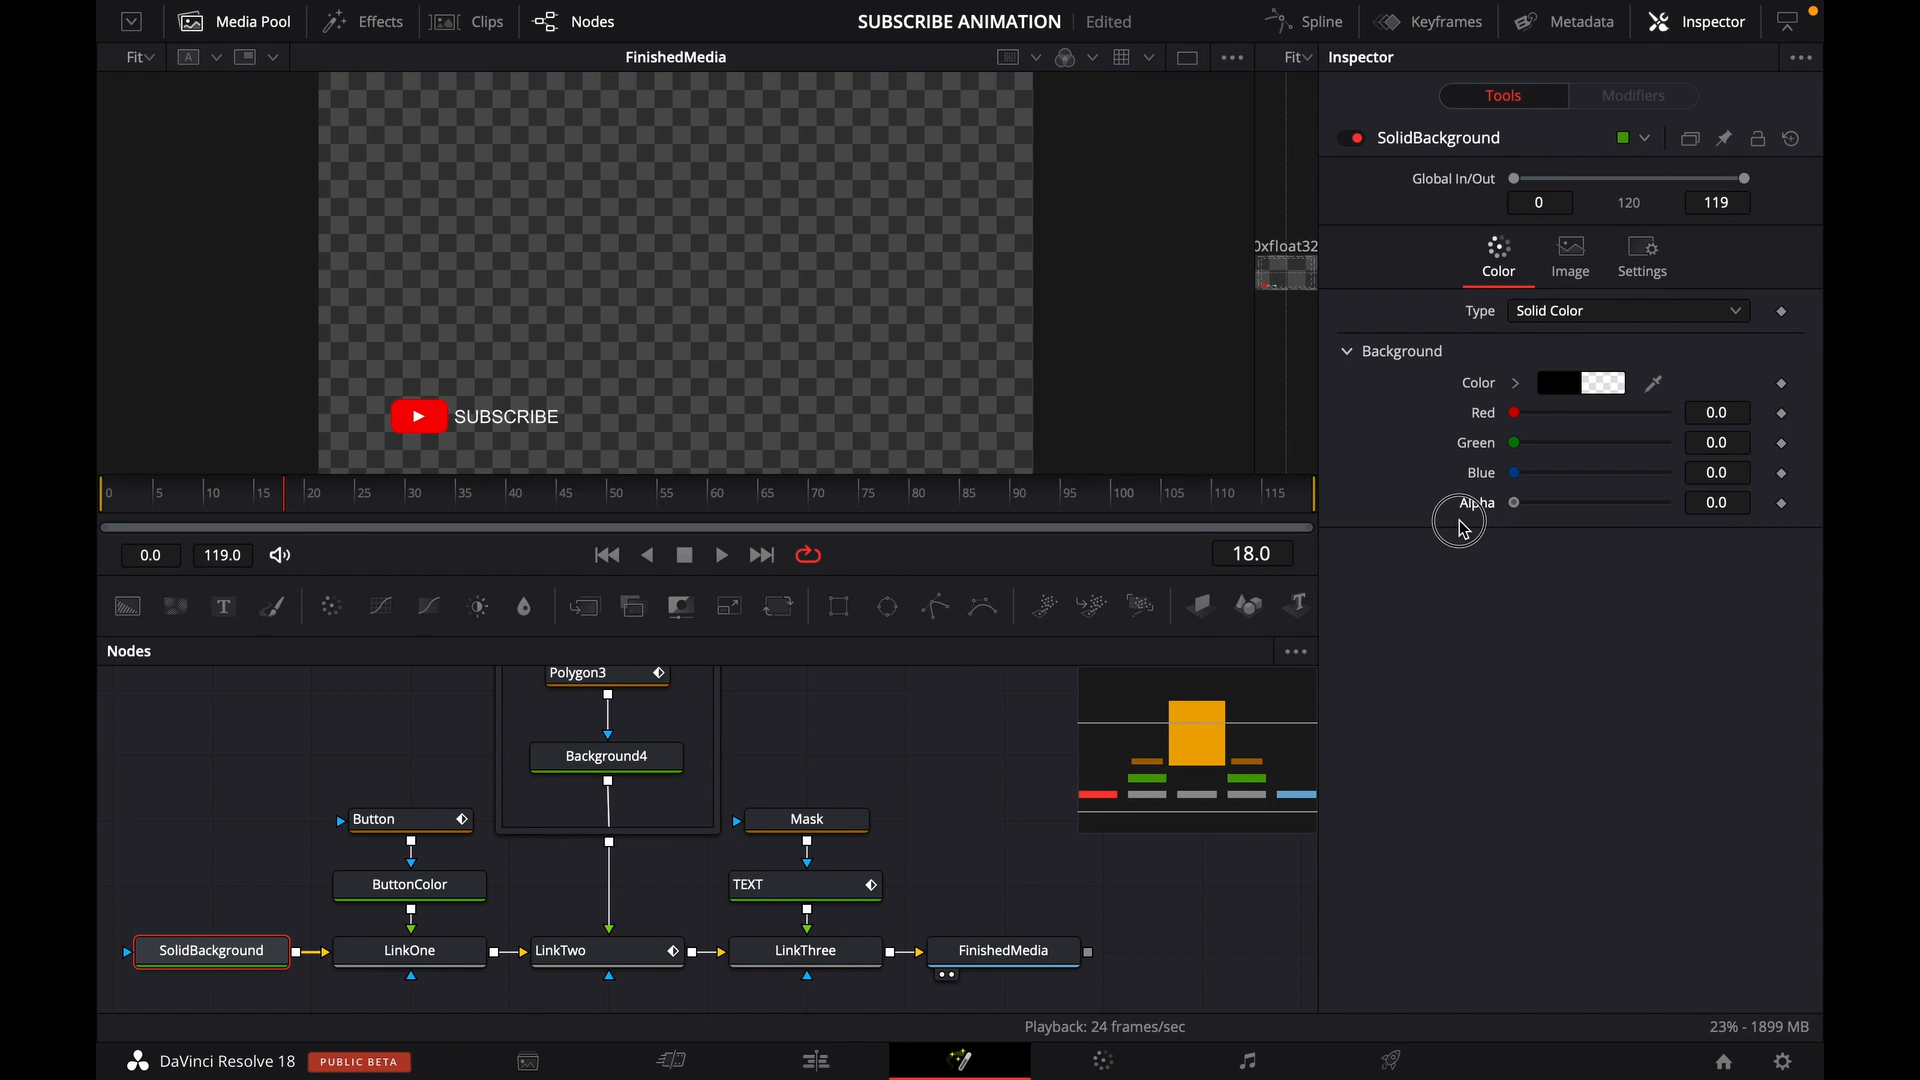 Media Pool
Effects
Clips
Nodes
SUBSCRIBE ANIMATION
Edited
Spline
Keyframes
Metadata
Inspector
Fit
A
FinishedMedia
Fit
Inspector
Tools
Modifiers
SolidBackground
Global In/Out
0
120
119
0xfloat32
Color
Image
Settings
Type
Solid Color
Background
Color
Red
0.0
SUBSCRIBE
Green
0.0
Blue
0.0
Alpha
0.0
0
5
10
15
20
25
30
35
40
45
50
55
60
65
70
75
80
85
90
95
100
105
110
115
0.0
119.0
18.0
T
T
Nodes
Polygon3
Background4
Button
Mask
ButtonColor
TEXT
SolidBackground
LinkOne
LinkTwo
LinkThree
FinishedMedia
Playback: 24 frames/sec
23% - 1899 MB
DaVinci Resolve 18
PUBLIC BETA